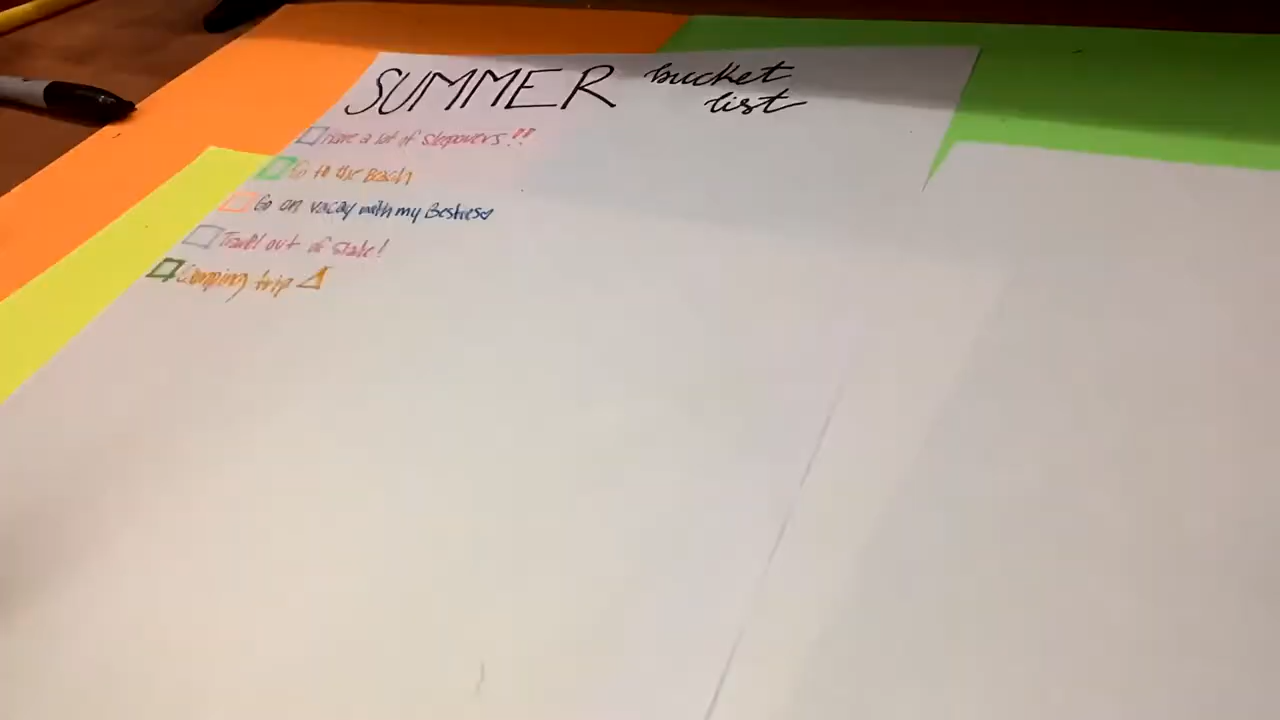 SUMMER bucket list
Have a lot of sleepovers!!
Go to the Beach
Go on vacay with my Besties
Travel out of state!
Camping trip